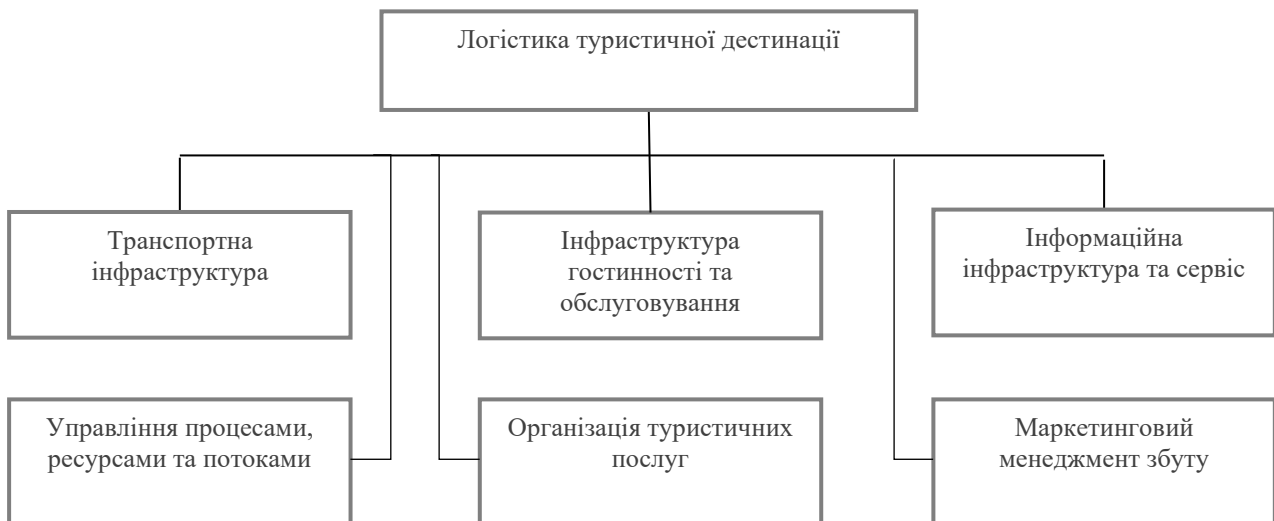 Логістика туристичної дестинації
Транспортна
інфраструктура
Інфраструктура
гостинності та
обслуговування
Інформаційна
інфраструктура та сервіс
Управління процесами,
ресурсами та потоками
Організація туристичних
послуг
Маркетинговий
менеджмент збуту